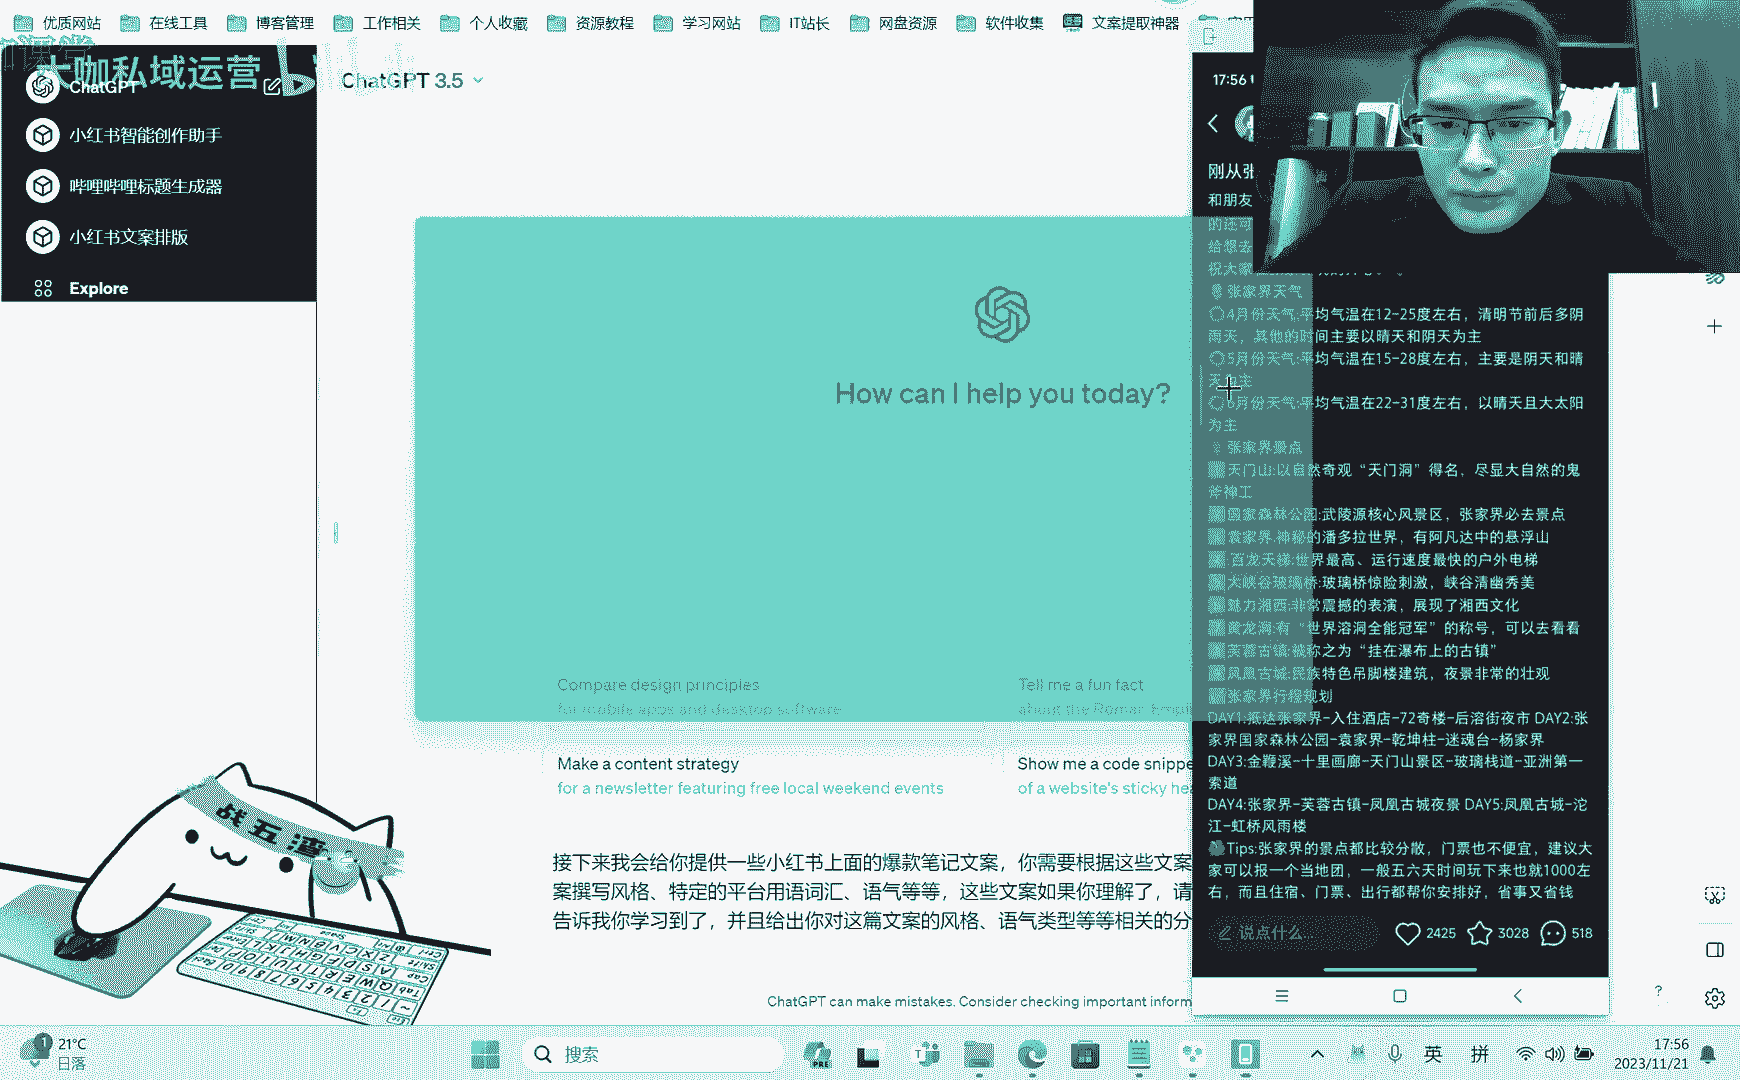 优质网站
在线工具
博客管理
工作相关
个人收藏
资源教程
学习网站
IT站长
网盘资源
软件收集
文案提取神器
大咖私域运营
ChatGPT
小红书智能创作助手
哔哩哔哩标题生成器
小红书文案排版
Explore
ChatGPT 3.5
How can I help you today?
Compare design principles
for mobile apps and desktop software
Tell me a fun fact
about the Roman Empi
Make a content strategy
for a newsletter featuring free local weekend events
Show me a code snippe
of a website's sticky he
接下来我会给你提供一些小红书上面的爆款笔记文案，你需要根据这些文案
案撰写风格、特定的平台用语词汇、语气等等，这些文案如果你理解了，请
告诉我你学习到了，并且给出你对这篇文案的风格、语气类型等等相关的分
ChatGPT can make mistakes. Consider checking important inform
17:56
刚从张
和朋友
的还可
给想去
祝大家
张家界天气
4月份天气:平均气温在12-25度左右，清明节前后多阴
雨天，其他的时间主要以晴天和阴天为主
5月份天气:平均气温在15-28度左右，主要是阴天和晴
天为主
6月份天气:平均气温在22-31度左右，以晴天且大太阳
为主
张家界景点
天门山:以自然奇观“天门洞”得名，尽显大自然的鬼
斧神工
国家森林公园:武陵源核心风景区，张家界必去景点
袁家界:神秘的潘多拉世界，有阿凡达中的悬浮山
百龙天梯:世界最高、运行速度最快的户外电梯
大峡谷玻璃桥:玻璃桥惊险刺激，峡谷清幽秀美
魅力湘西:非常震撼的表演，展现了湘西文化
黄龙洞:有“世界溶洞全能冠军”的称号，可以去看看
芙蓉古镇:被称之为“挂在瀑布上的古镇”
凤凰古城:民族特色吊脚楼建筑，夜景非常的壮观
张家界行程规划
DAY1:抵达张家界-入住酒店-72奇楼-后溶街夜市 DAY2:张
家界国家森林公园-袁家界-乾坤柱-迷魂台-杨家界
DAY3:金鞭溪-十里画廊-天门山景区-玻璃栈道-亚洲第一
索道
DAY4:张家界-芙蓉古镇-凤凰古城夜景 DAY5:凤凰古城-沱
江-虹桥风雨楼
Tips:张家界的景点都比较分散，门票也不便宜，建议大
家可以报一个当地团，一般五六天时间玩下来也就1000左
右，而且住宿、门票、出行都帮你安排好，省事又省钱
说点什么...
2425
3028
518
战五渣
1
21°C
日落
搜索
英
拼
17:56
2023/11/21